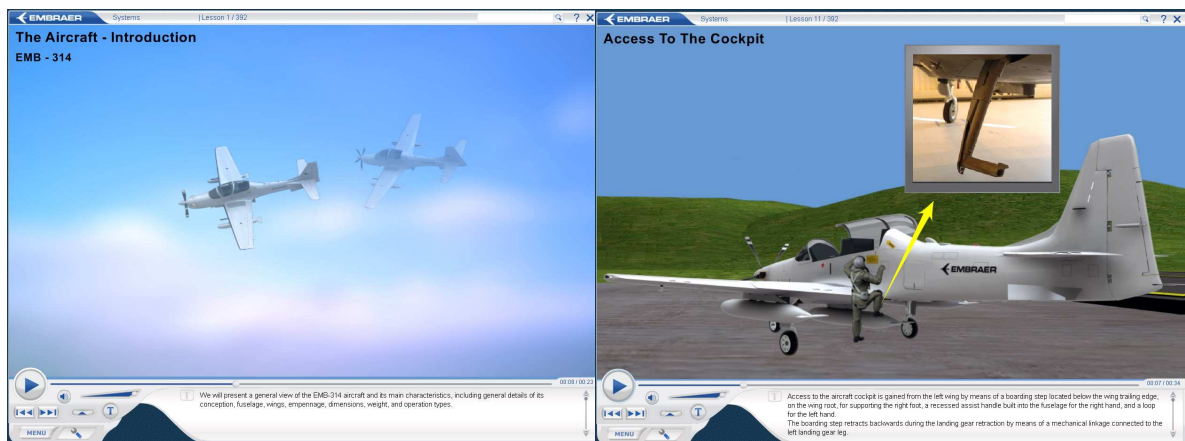 EMBRAER
Systems
| Lesson 1 / 392
? X
The Aircraft - Introduction
EMB - 314
00:08 / 00:23
We will present a general view of the EMB-314 aircraft and its main characteristics, including general details of its
conception, fuselage, wings, empennage, dimensions, weight, and operation types.
T
T
MENU
EMBRAER
Systems
| Lesson 11 / 392
? X
Access To The Cockpit
EMBRAER
00:07 / 00:34
Access to the aircraft cockpit is gained from the left wing by means of a boarding step located below the wing trailing edge,
on the wing root, for supporting the right foot, a recessed assist handle built into the fuselage for the right hand, and a loop
for the left hand.
The boarding step retracts backwards during the landing gear retraction by means of a mechanical linkage connected to the
left landing gear leg.
T
T
MENU